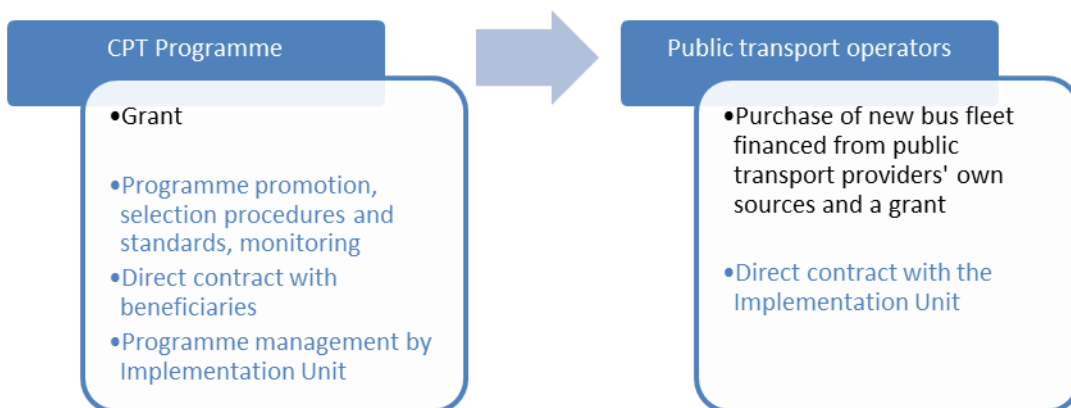 CPT Programme
•Grant
•Programme promotion,
selection procedures and
standards, monitoring
•Direct contract with
beneficiaries
•Programme management by
Implementation Unit
Public transport operators
•Purchase of new bus fleet
financed from public
transport providers' own
sources and a grant
•Direct contract with the
Implementation Unit